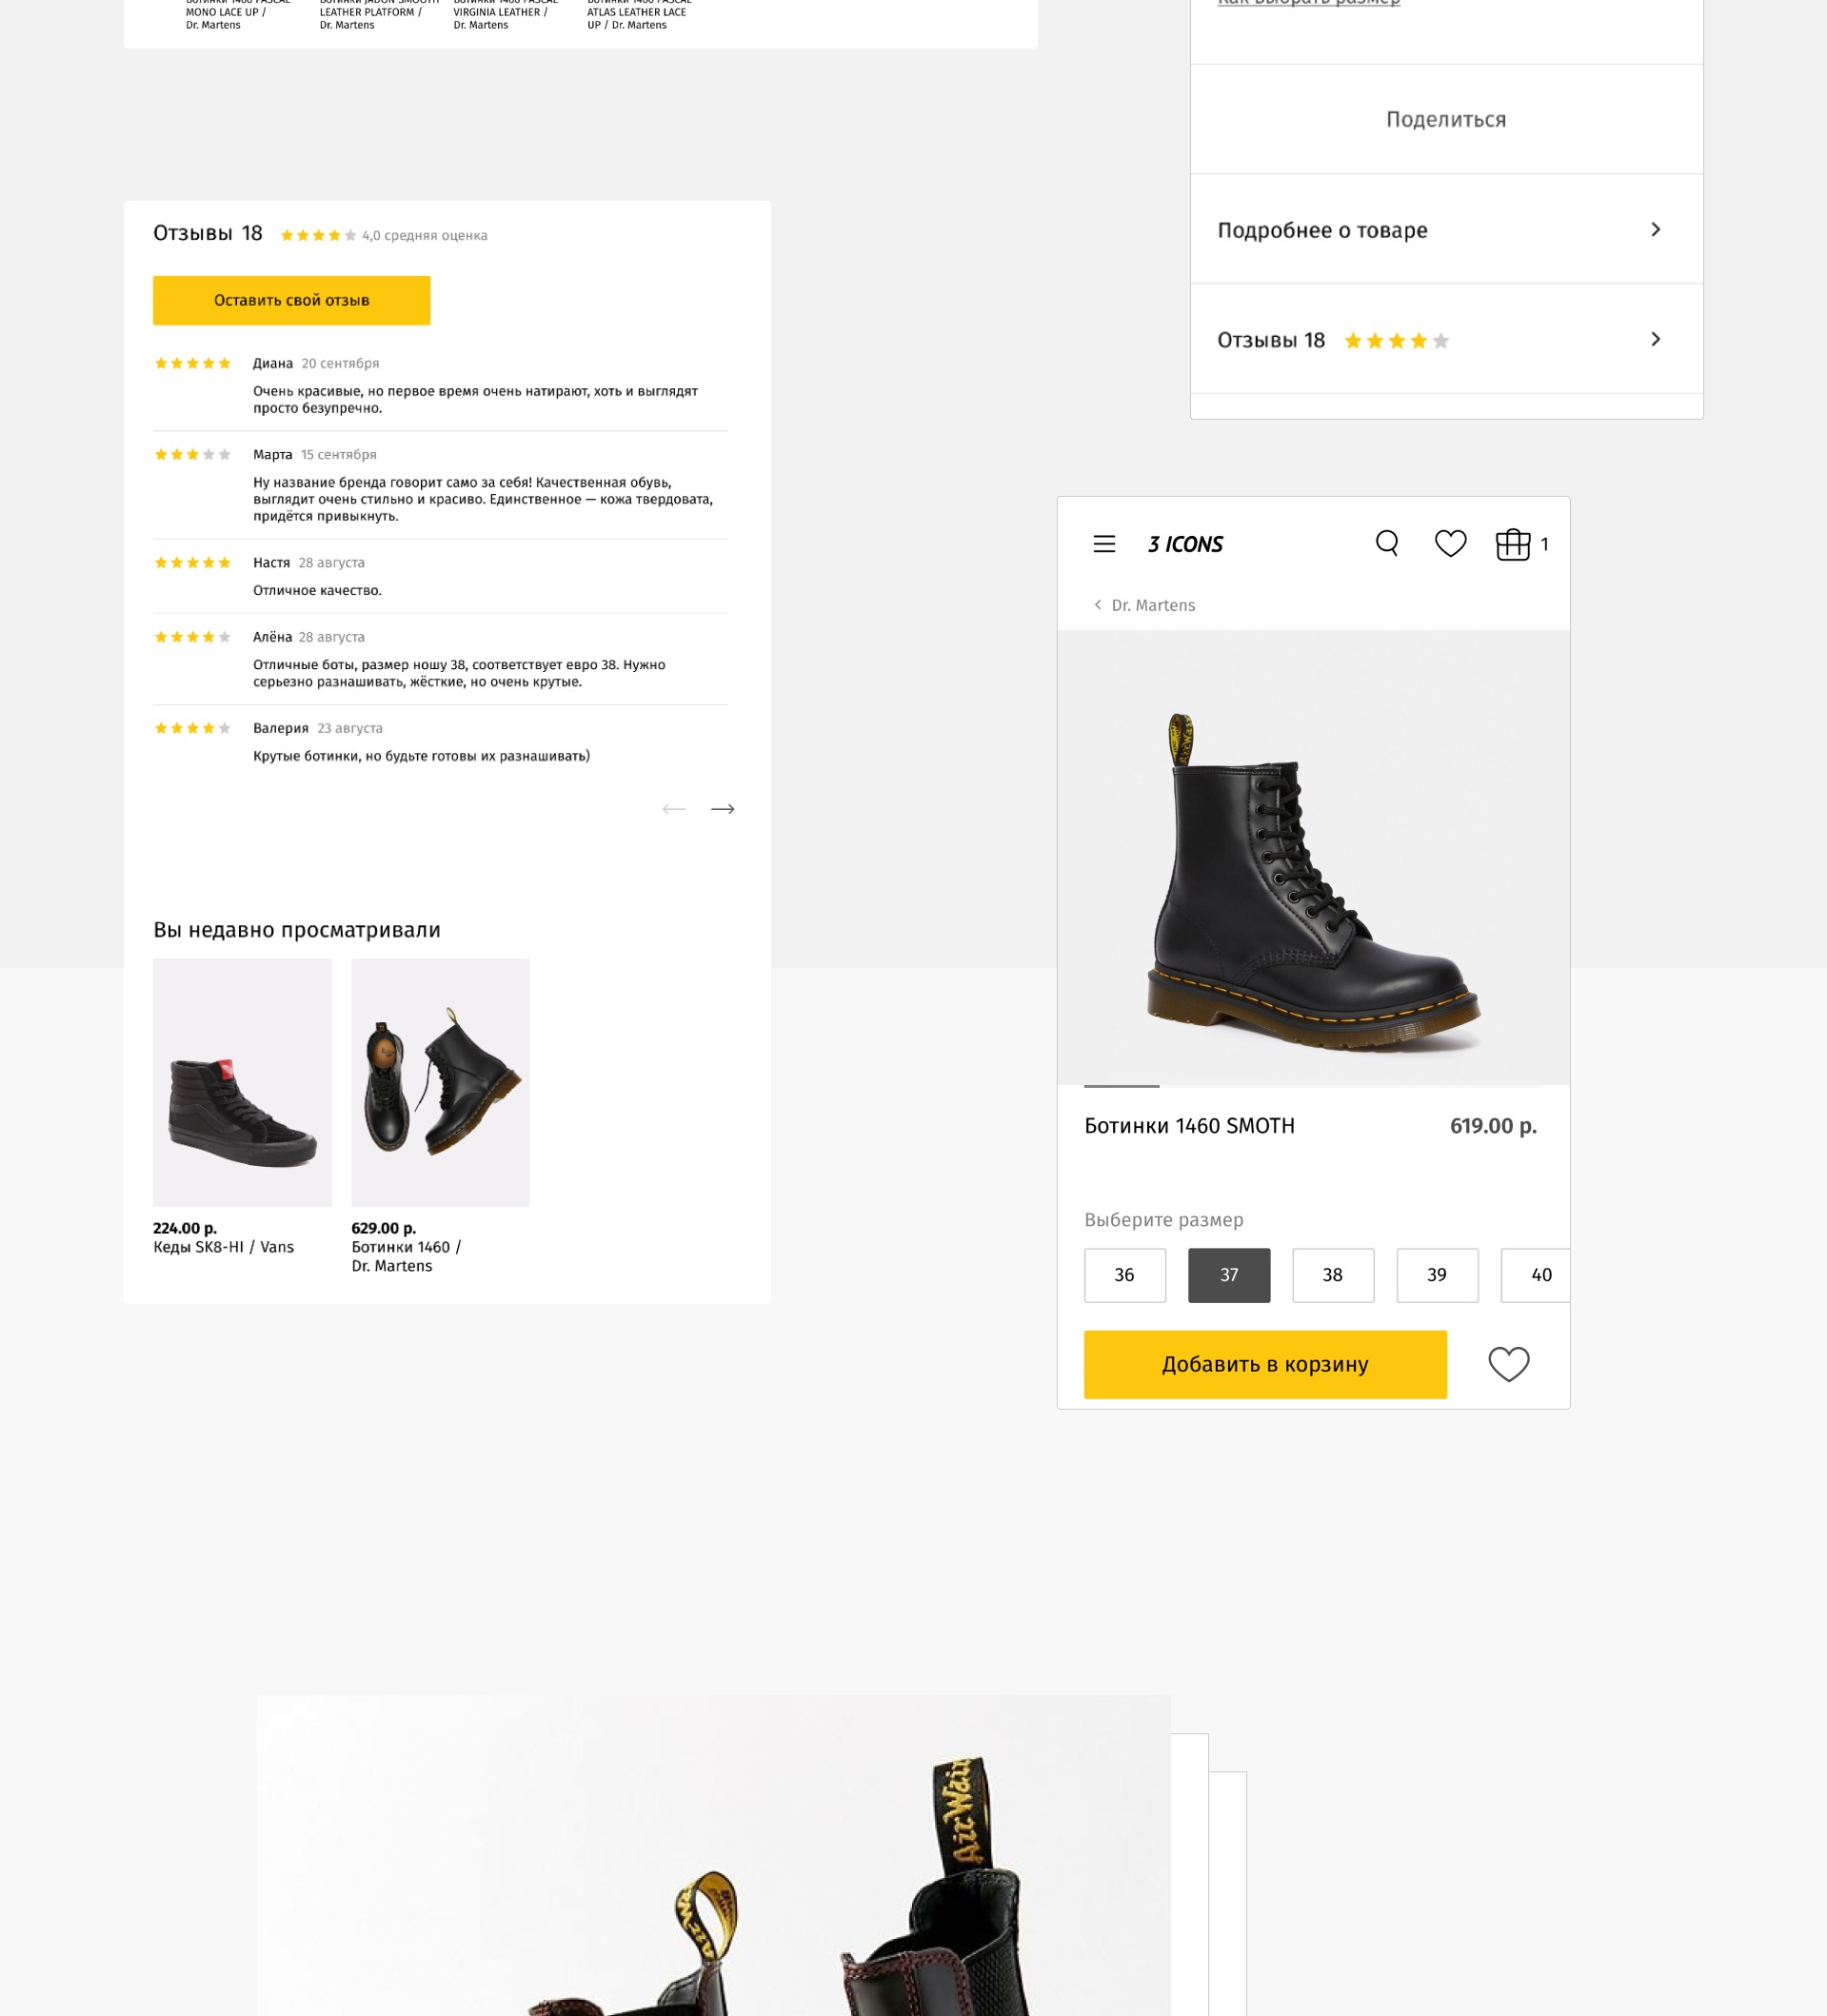 MONO LACE UP /
Dr. Martens
LEATHER PLATFORM /
Dr. Martens
VIRGINIA LEATHER /
Dr. Martens
ATLAS LEATHER LACE
UP / Dr. Martens
Как выбрать размер
Поделиться
Подробнее о товаре
Отзывы 18
Отзывы 18 4,0 средняя оценка
Оставить свой отзыв
Диана 20 сентября
Очень красивые, но первое время очень натирают, хоть и выглядят
просто безупречно.
Марта 15 сентября
Ну название бренда говорит само за себя! Качественная обувь,
выглядит очень стильно и красиво. Единственное — кожа твердовата,
придётся привыкнуть.
Настя 28 августа
Отличное качество.
Алёна 28 августа
Отличные боты, размер ношу 38, соответствует евро 38. Нужно
серьезно разнашивать, жёсткие, но очень крутые.
Валерия 23 августа
Крутые ботинки, но будьте готовы их разнашивать)
Вы недавно просматривали
224.00 р.
Кеды SK8-HI / Vans
629.00 р.
Ботинки 1460 /
Dr. Martens
3 ICONS 1
Dr. Martens
Ботинки 1460 SMOTH 619.00 р.
Выберите размер
36 37 38 39 40
Добавить в корзину
AirWair